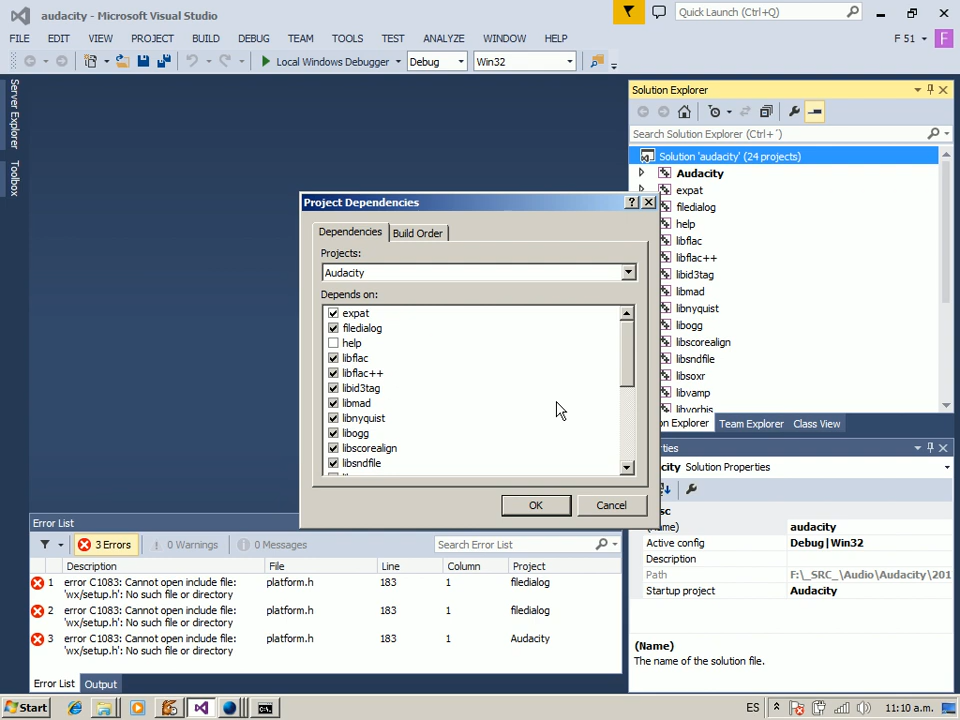 audacity - Microsoft Visual Studio
Quick Launch (Ctrl+Q)
FILE EDIT VIEW PROJECT BUILD DEBUG TEAM TOOLS TEST ANALYZE WINDOW HELP
F 51 F
Local Windows Debugger Debug Win32
Server Explorer
Toolbox
Solution Explorer
Search Solution Explorer (Ctrl+´)
Solution 'audacity' (24 projects)
Audacity
expat
filedialog
help
libflac
libflac++
libid3tag
libmad
libnyquist
libogg
libscorealign
libsndfile
libsoxr
libvamp
libvorbis
on Explorer Team Explorer Class View
Project Dependencies
Dependencies Build Order
Projects:
Audacity
Depends on:
expat
filedialog
help
libflac
libflac++
libid3tag
libmad
libnyquist
libogg
libscorealign
libsndfile
OK Cancel
ties
city Solution Properties
sc
me) audacity
Active config Debug|Win32
Description
Path F:\_SRC_\Audio\Audacity\201
Startup project Audacity
(Name)
The name of the solution file.
Error List
3 Errors 0 Warnings 0 Messages Search Error List
Description File Line Column Project
1 error C1083: Cannot open include file: platform.h 183 1 filedialog
'wx/setup.h': No such file or directory
2 error C1083: Cannot open include file: platform.h 183 1 filedialog
'wx/setup.h': No such file or directory
3 error C1083: Cannot open include file: platform.h 183 1 Audacity
'wx/setup.h': No such file or directory
Error List Output
Start ES 11:10 a.m.